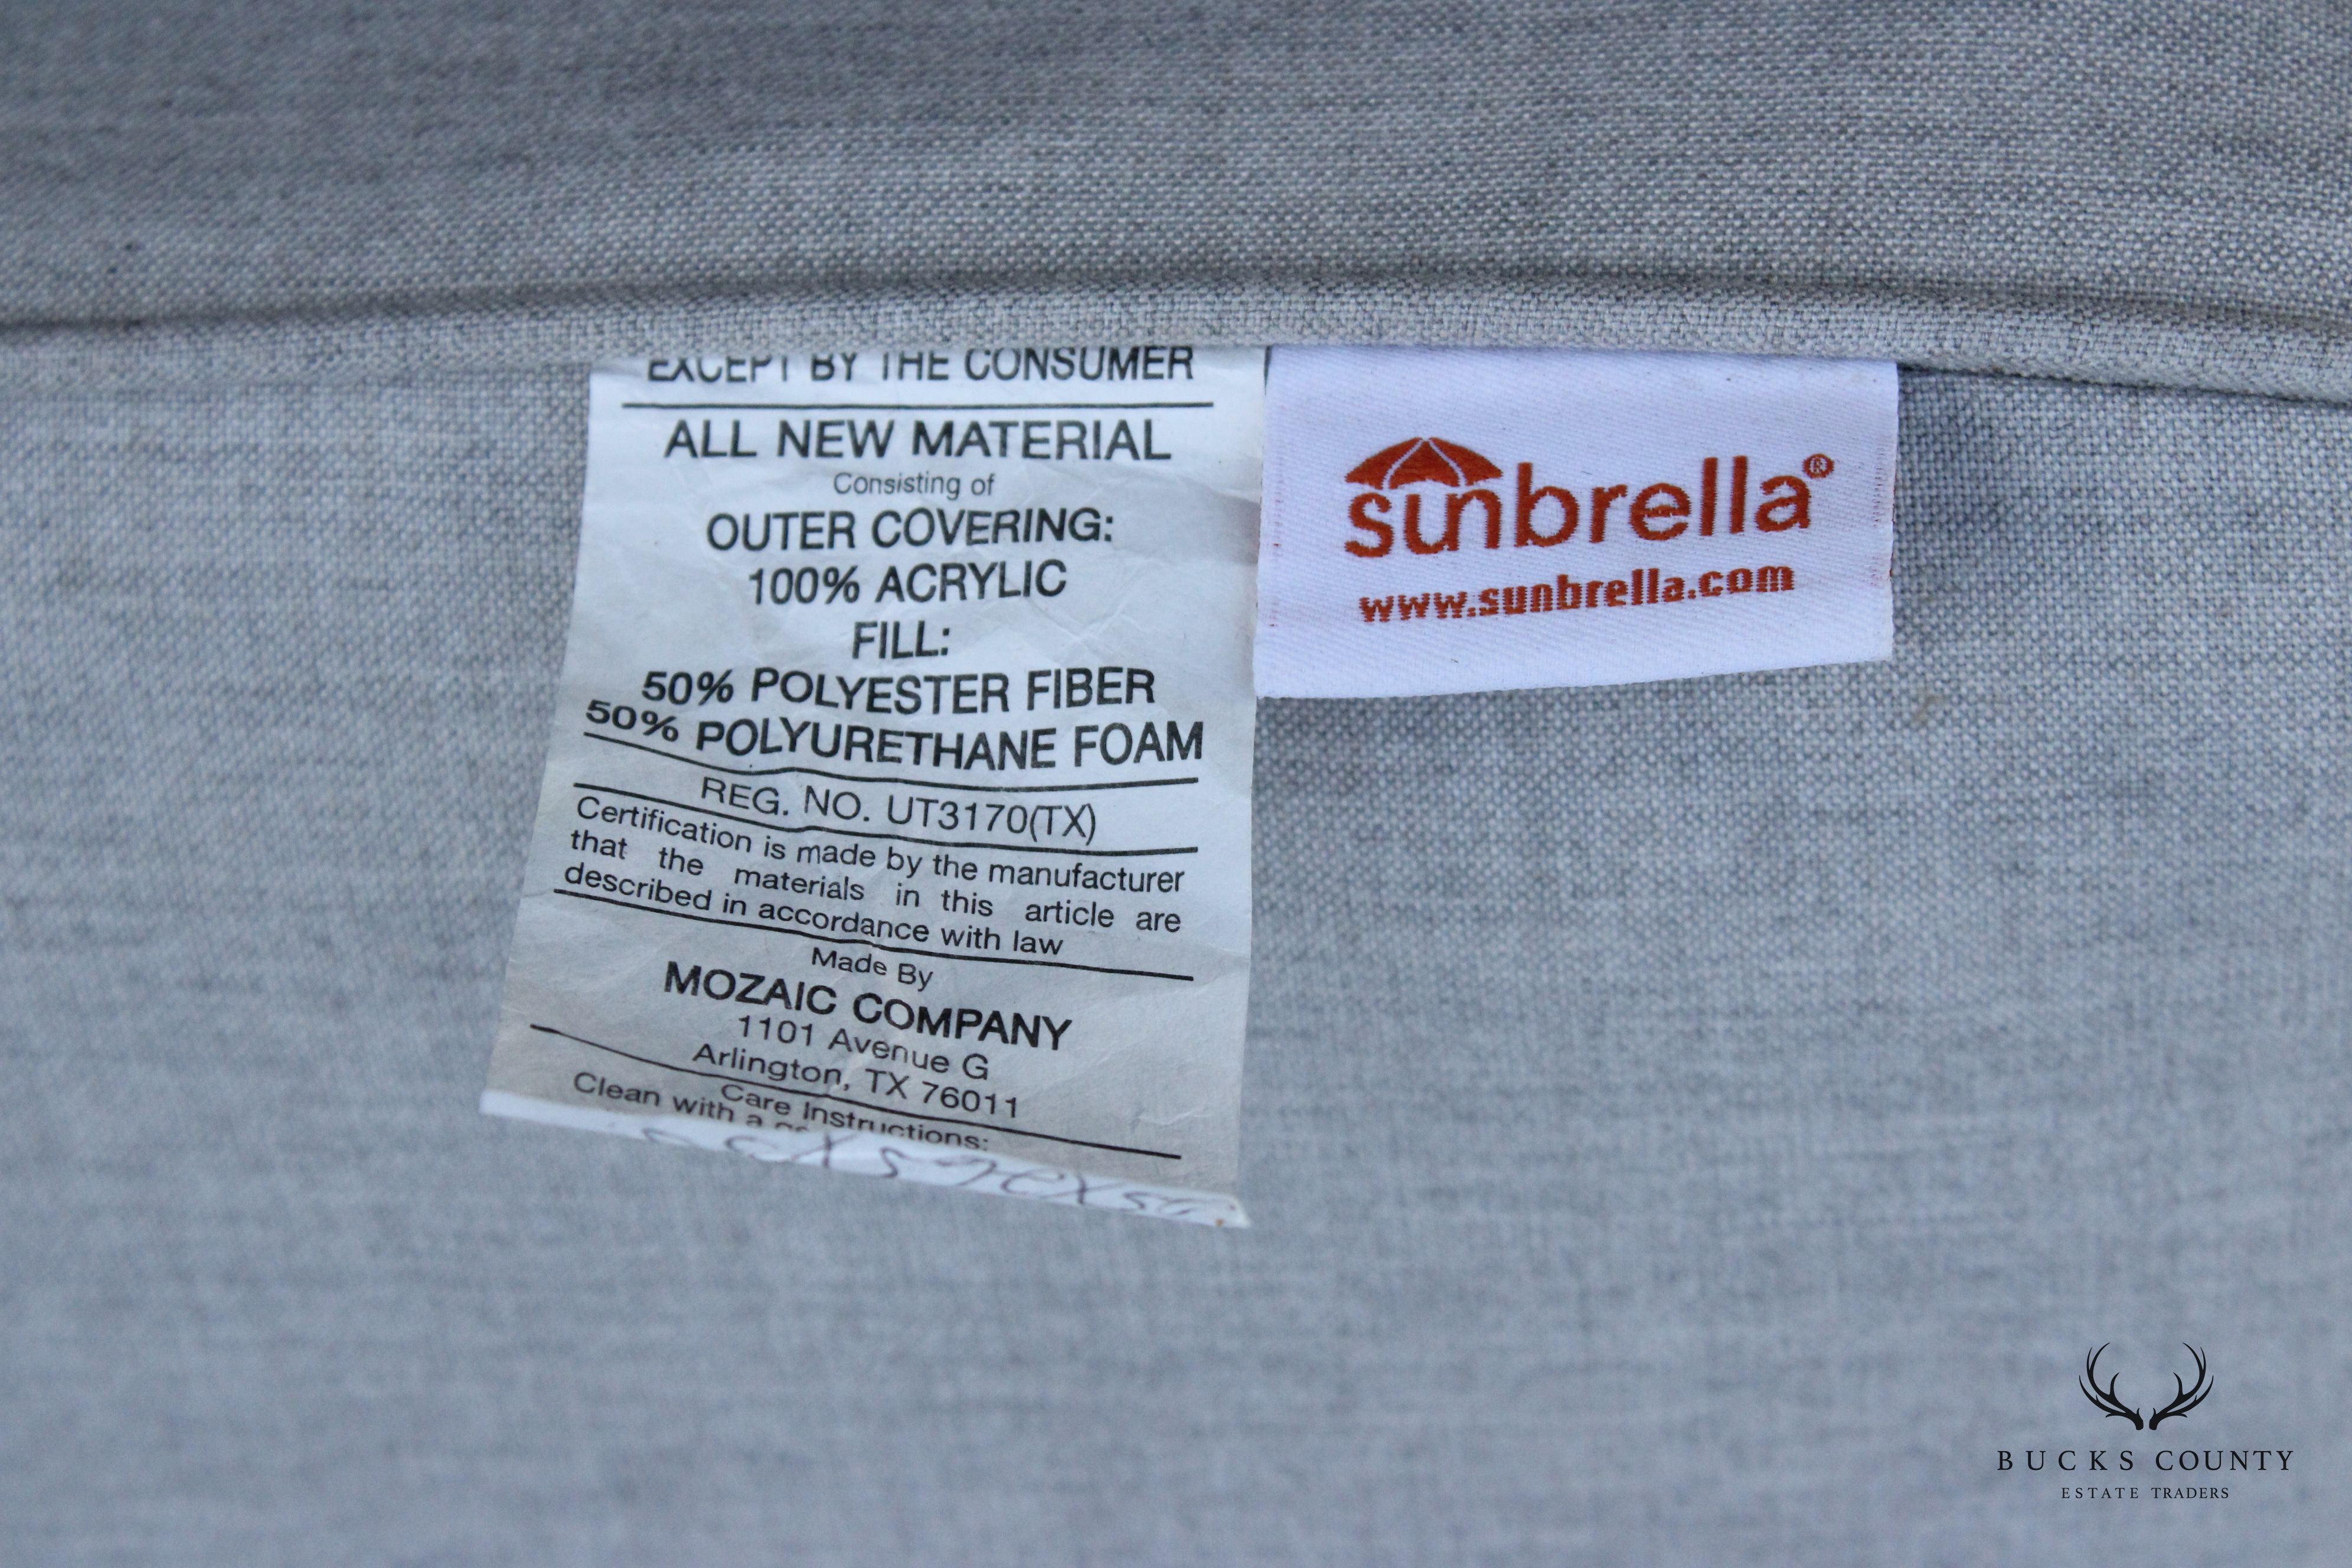 EXCEPT BY THE CONSUMER
ALL NEW MATERIAL
Consisting of
OUTER COVERING:
100% ACRYLIC
FILL:
50% POLYESTER FIBER
50% POLYURETHANE FOAM
REG. NO. UT3170(TX)
Certification is made by the manufacturer
that the materials in this article are
described in accordance with law
Made By
MOZAIC COMPANY
1101 Avenue G
Arlington, TX 76011
Care Instructions:
Clean with a
sunbrella®
www.sunbrella.com
BUCKS COUNTY
ESTATE TRADERS